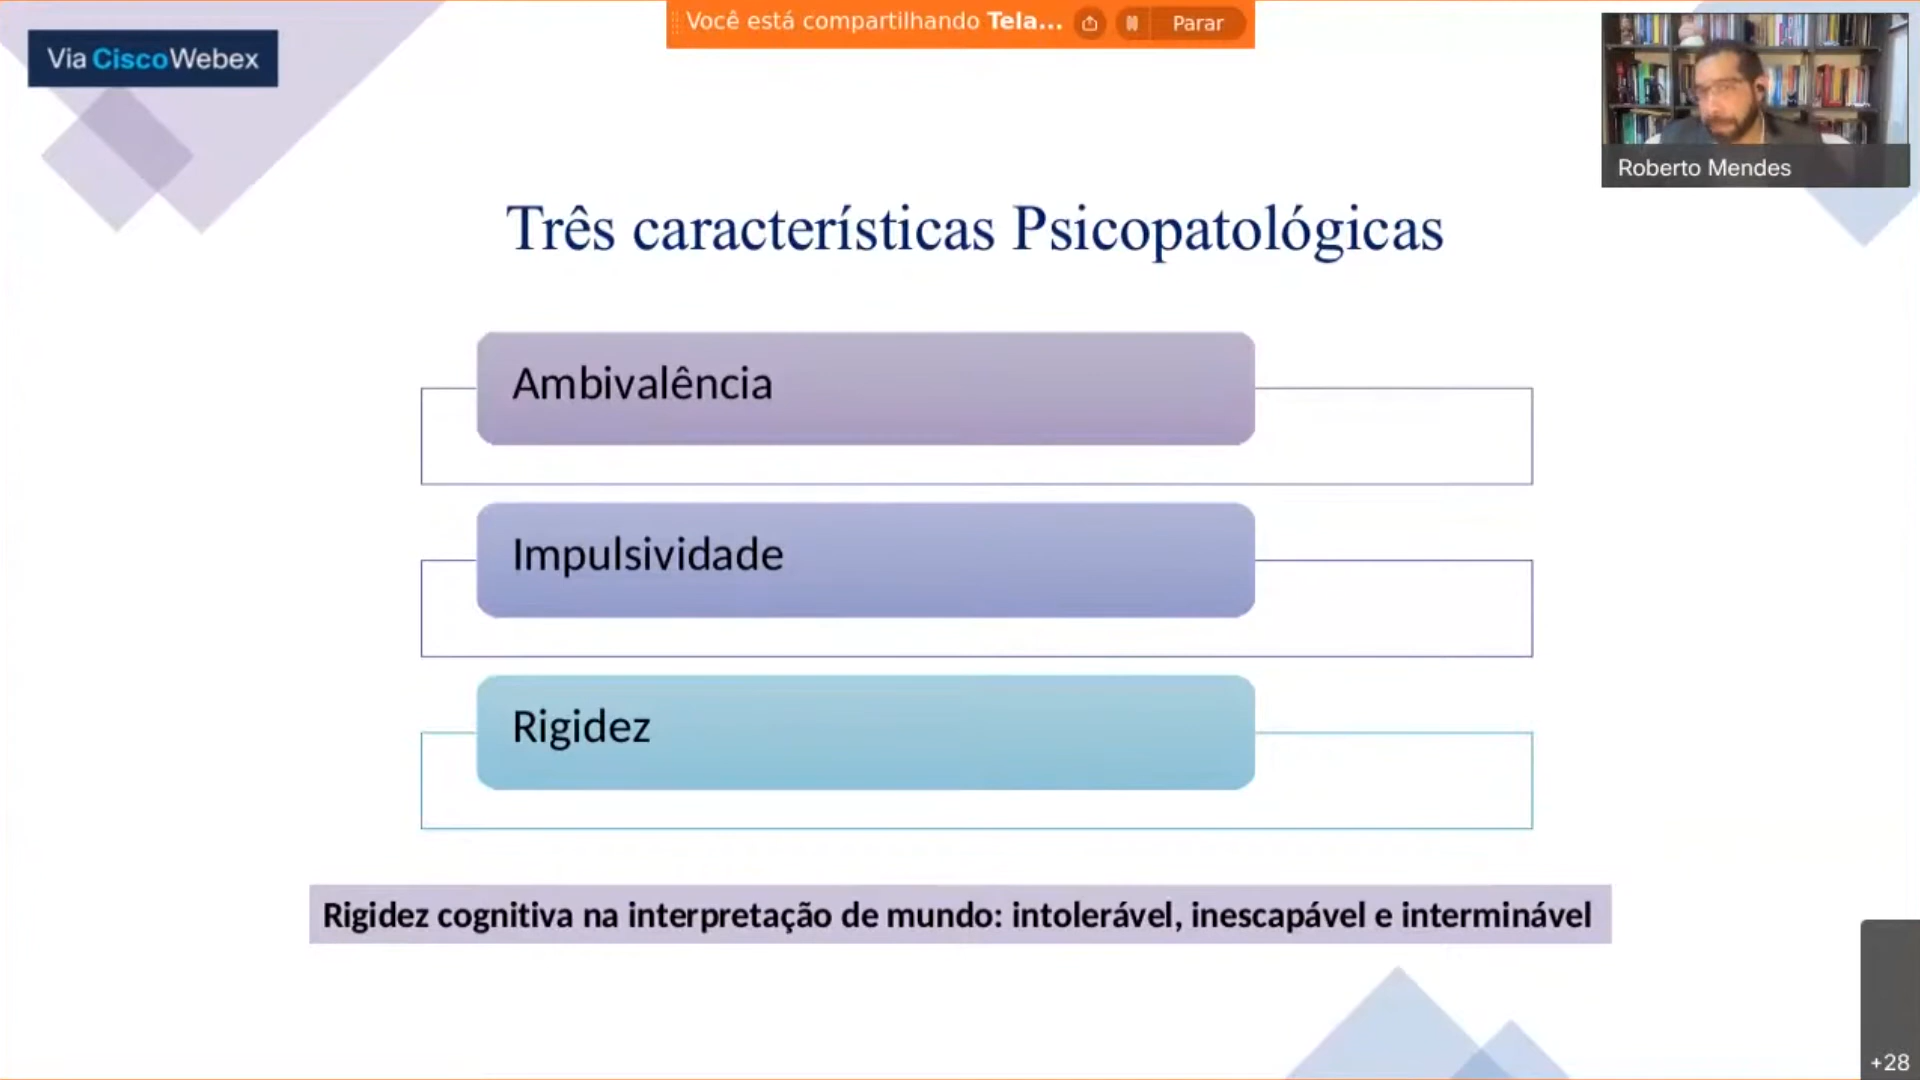 Você está compartilhando Tela... Parar
Via CiscoWebex
Roberto Mendes
Três características Psicopatológicas
Ambivalência
Impulsividade
Rigidez
Rigidez cognitiva na interpretação de mundo: intolerável, inescapável e interminável
+28